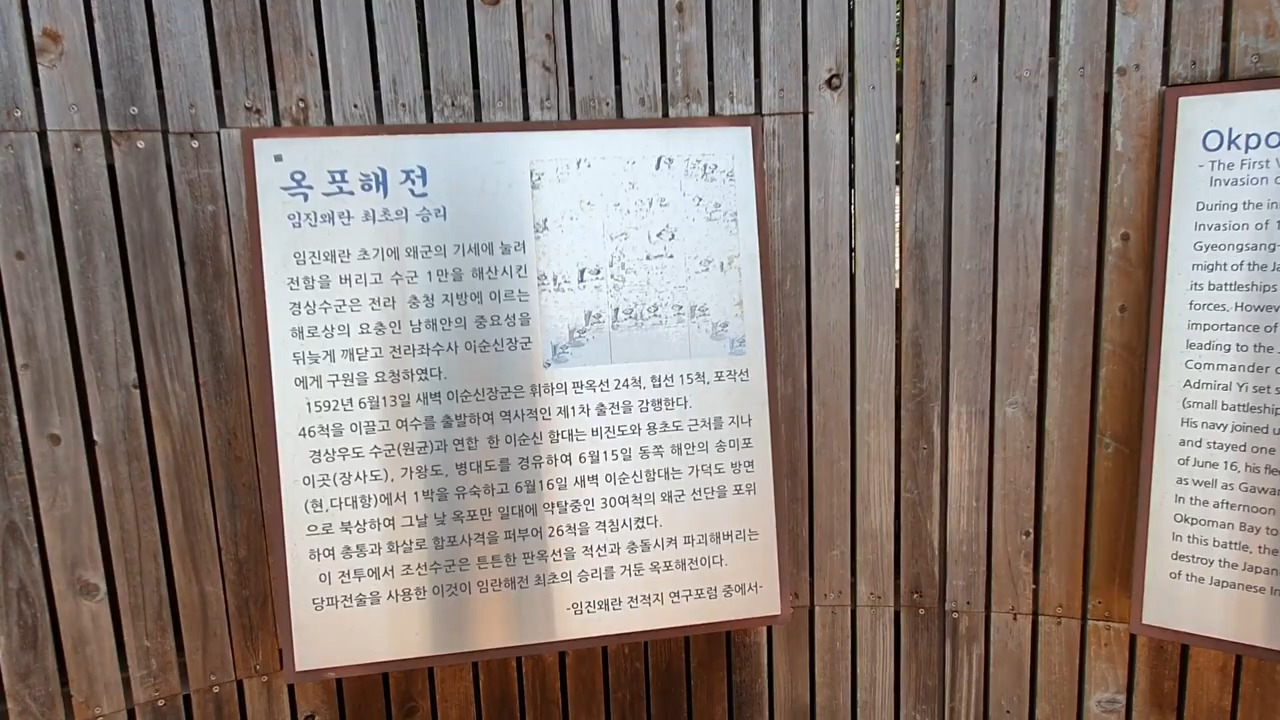 옥포해전
임진왜란 최초의 승리
임진왜란 초기에 왜군의 기세에 눌려
전함을 버리고 수군 1만을 해산시킨
경상수군은 전라 충청 지방에 이르는
해로상의 요충인 남해안의 중요성을
뒤늦게 깨닫고 전라좌수사 이순신장군
에게 구원을 요청하였다.
1592년 6월13일 새벽 이순신장군은 휘하의 판옥선 24척, 협선 15척, 포작선
46척을 이끌고 여수를 출발하여 역사적인 제1차 출전을 감행한다.
경상우도 수군(원균)과 연합 한 이순신 함대는 비진도와 용초도 근처를 지나
이곳(장사도), 가왕도, 병대도를 경유하여 6월15일 동쪽 해안의 송미포
(현,다대항)에서 1박을 유숙하고 6월16일 새벽 이순신함대는 가덕도 방면
으로 북상하여 그날 낮 옥포만 일대에 약탈중인 30여척의 왜군 선단을 포위
하여 총통과 화살로 함포사격을 퍼부어 26척을 격침시켰다.
이 전투에서 조선수군은 튼튼한 판옥선을 적선과 충돌시켜 파괴해버리는
당파전술을 사용한 이것이 임란해전 최초의 승리를 거둔 옥포해전이다.
-임진왜란 전적지 연구포럼 중에서-
Okpo
- The First
Invasion
During the in
Invasion of
Gyeongsang
might of the Ja
its battleships
forces. Howev
importance of
leading to the
Commander
Admiral Yi set s
(small battleship
His navy joined u
and stayed one
of June 16, his flee
as well as Gawa
In the afternoon
Okpoman Bay to
In this battle, the
destroy the Japan
of the Japanese In